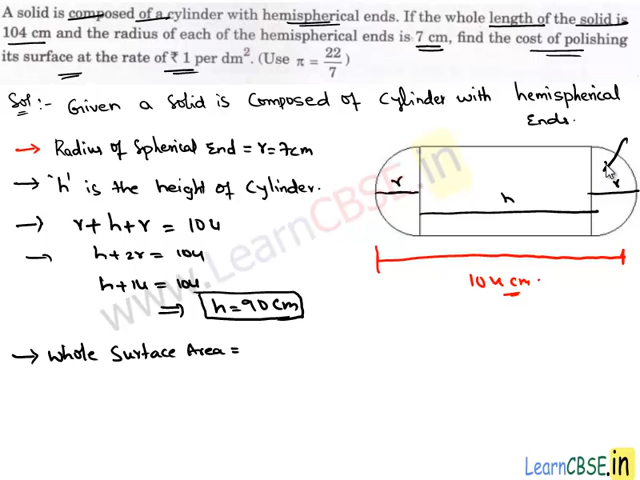 A solid is composed of a cylinder with hemispherical ends. If the whole length of the solid is
104 cm and the radius of each of the hemispherical ends is 7 cm, find the cost of polishing
its surface at the rate of ₹ 1 per dm². (Use π = 22/7)
Sol :- Given a Solid is Composed of Cylinder with hemispherical
Ends.
→ Radius of Spherical End = r = 7cm
→ 'h' is the height of Cylinder.
→ r + h + r = 104
→ h + 2r = 104
h + 14 = 104
⇒ h = 90 cm
→ Whole Surface Area =
r
h
r
104 cm.
www.LearnCBSE.in
LearnCBSE.in